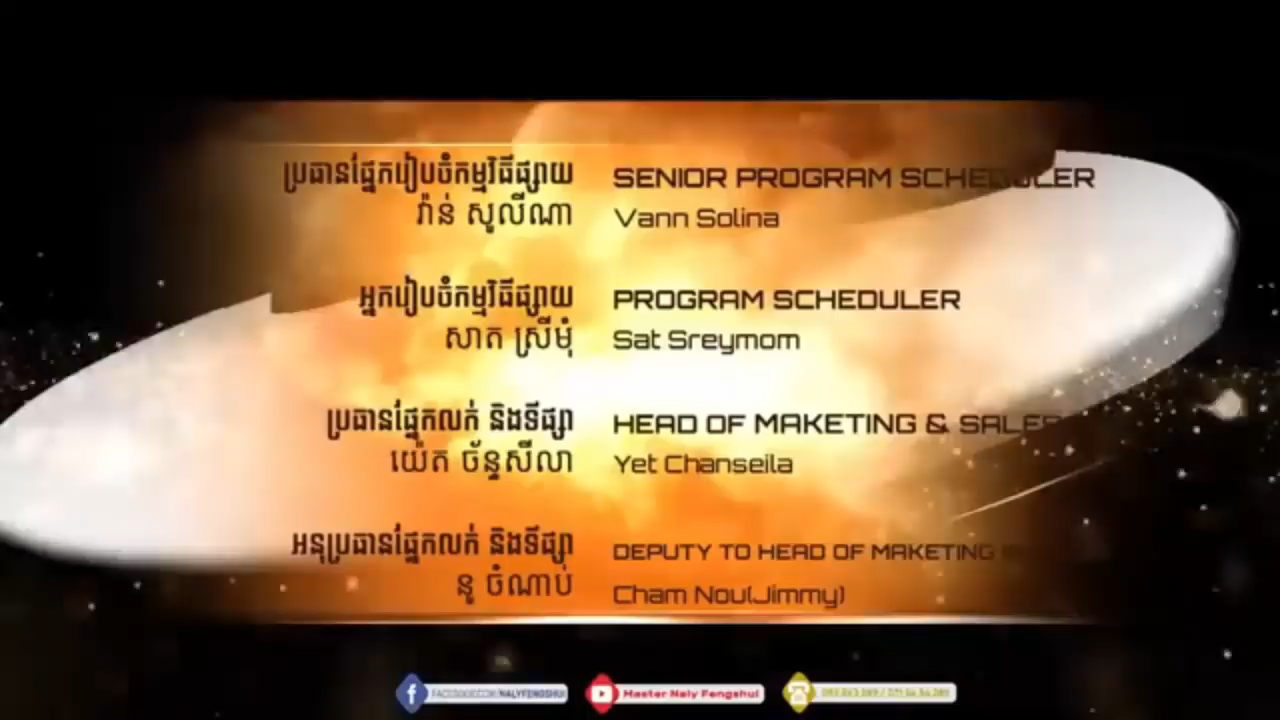 ប្រធានផ្នែករៀបចំកម្មវិធីផ្សាយ SENIOR PROGRAM SCHEDULER
វ៉ាន់ សូលីណា Vann Solina
អ្នករៀបចំកម្មវិធីផ្សាយ PROGRAM SCHEDULER
សាត ស្រីមុំ Sat Sreymom
ប្រធានផ្នែកលក់ និងទីផ្សា HEAD OF MAKETING & SALES
យ៉េត ច័ន្ទសីលា Yet Chanseila
អនុប្រធានផ្នែកលក់ និងទីផ្សា DEPUTY TO HEAD OF MAKETING
នូ ចំណាប់ Cham Nou(Jimmy)
FACEBOOK.COM/NALYFENGSHUI Master Naly Fengshui